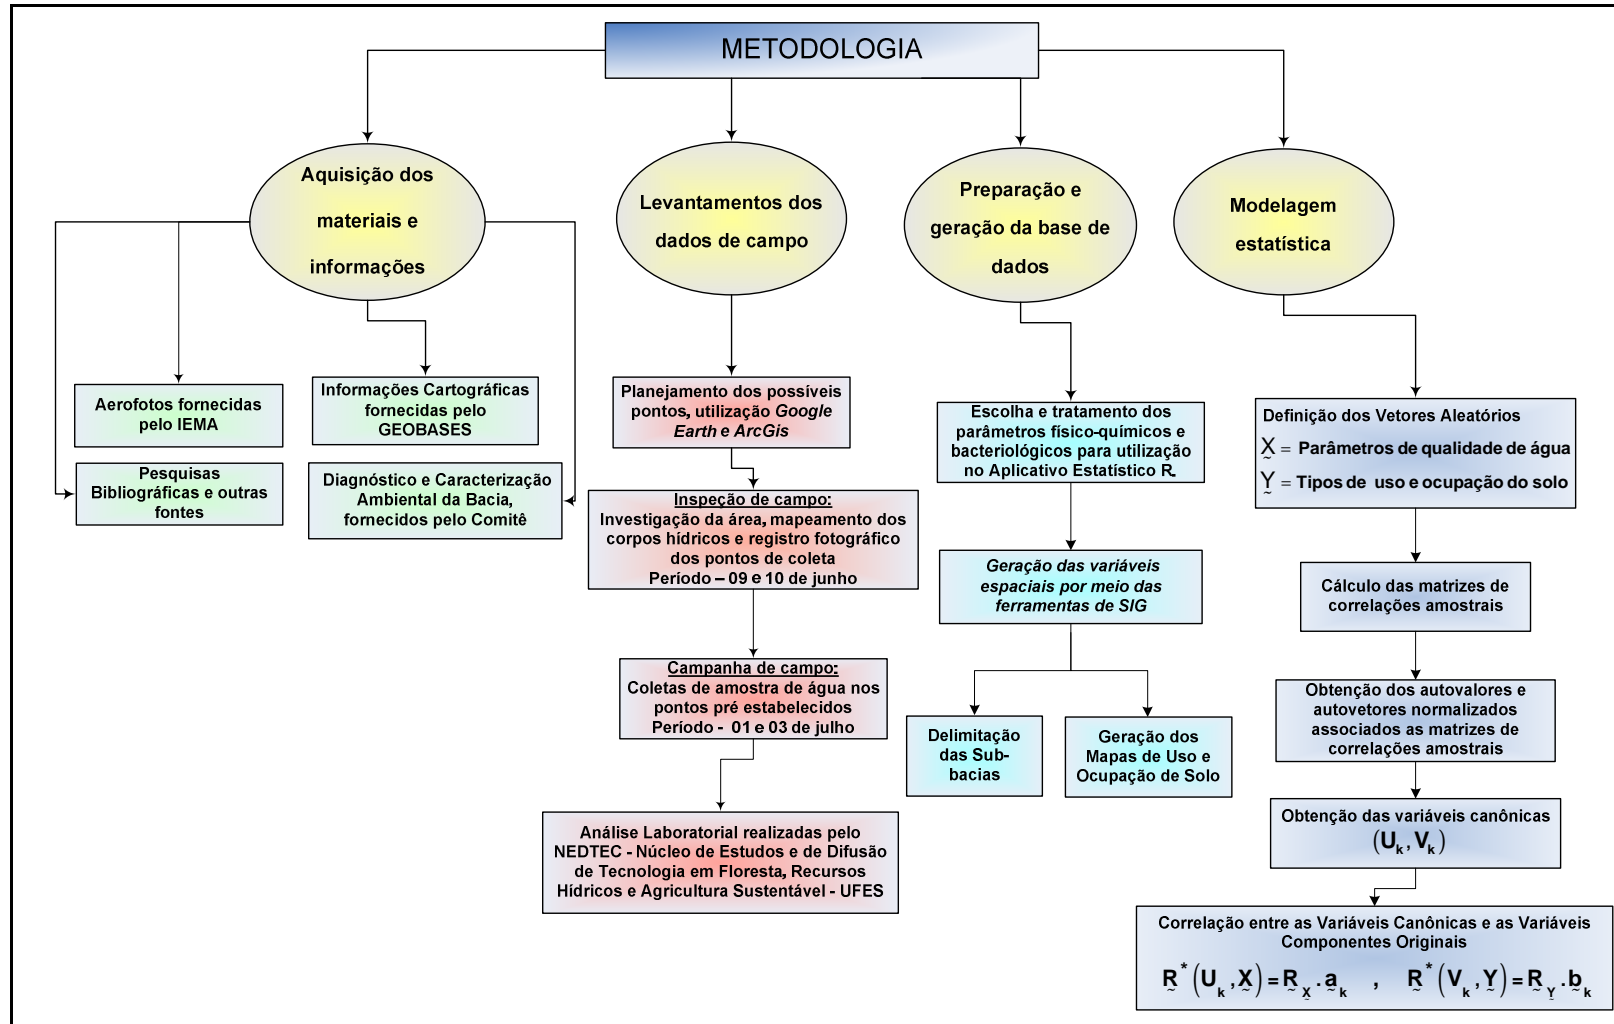 METODOLOGIA
Aquisição dos
materiais e
informações
Aerofotos fornecidas
pelo IEMA
Informações Cartográficas
fornecidas pelo
GEOBASES
Pesquisas
Bibliográficas e outras
fontes
Diagnóstico e Caracterização
Ambiental da Bacia,
fornecidos pelo Comitê
Levantamentos dos
dados de campo
Planejamento dos possíveis
pontos, utilização Google
Earth e ArcGis
Inspeção de campo:
Investigação da área, mapeamento dos
corpos hídricos e registro fotográfico
dos pontos de coleta
Período – 09 e 10 de junho
Campanha de campo:
Coletas de amostra de água nos
pontos pré estabelecidos
Período - 01 e 03 de julho
Análise Laboratorial realizadas pelo
NEDTEC - Núcleo de Estudos e de Difusão
de Tecnologia em Floresta, Recursos
Hídricos e Agricultura Sustentável - UFES
Preparação e
geração da base de
dados
Escolha e tratamento dos
parâmetros físico-químicos e
bacteriológicos para utilização
no Aplicativo Estatístico R.
Geração das variáveis
espaciais por meio das
ferramentas de SIG
Delimitação
das Sub-
bacias
Geração dos
Mapas de Uso e
Ocupação de Solo
Modelagem
estatística
Definição dos Vetores Aleatórios
X̰ = Parâmetros de qualidade de água
Y̰ = Tipos de uso e ocupação do solo
Cálculo das matrizes de
correlações amostrais
Obtenção dos autovalores e
autovetores normalizados
associados as matrizes de
correlações amostrais
Obtenção das variáveis canônicas
(U_k, V_k)
Correlação entre as Variáveis Canônicas e as Variáveis
Componentes Originais
R̰*(U_k, X̰) = R̰_X̰ . a̰_k , R̰*(V_k, Y̰) = R̰_Y̰ . b̰_k